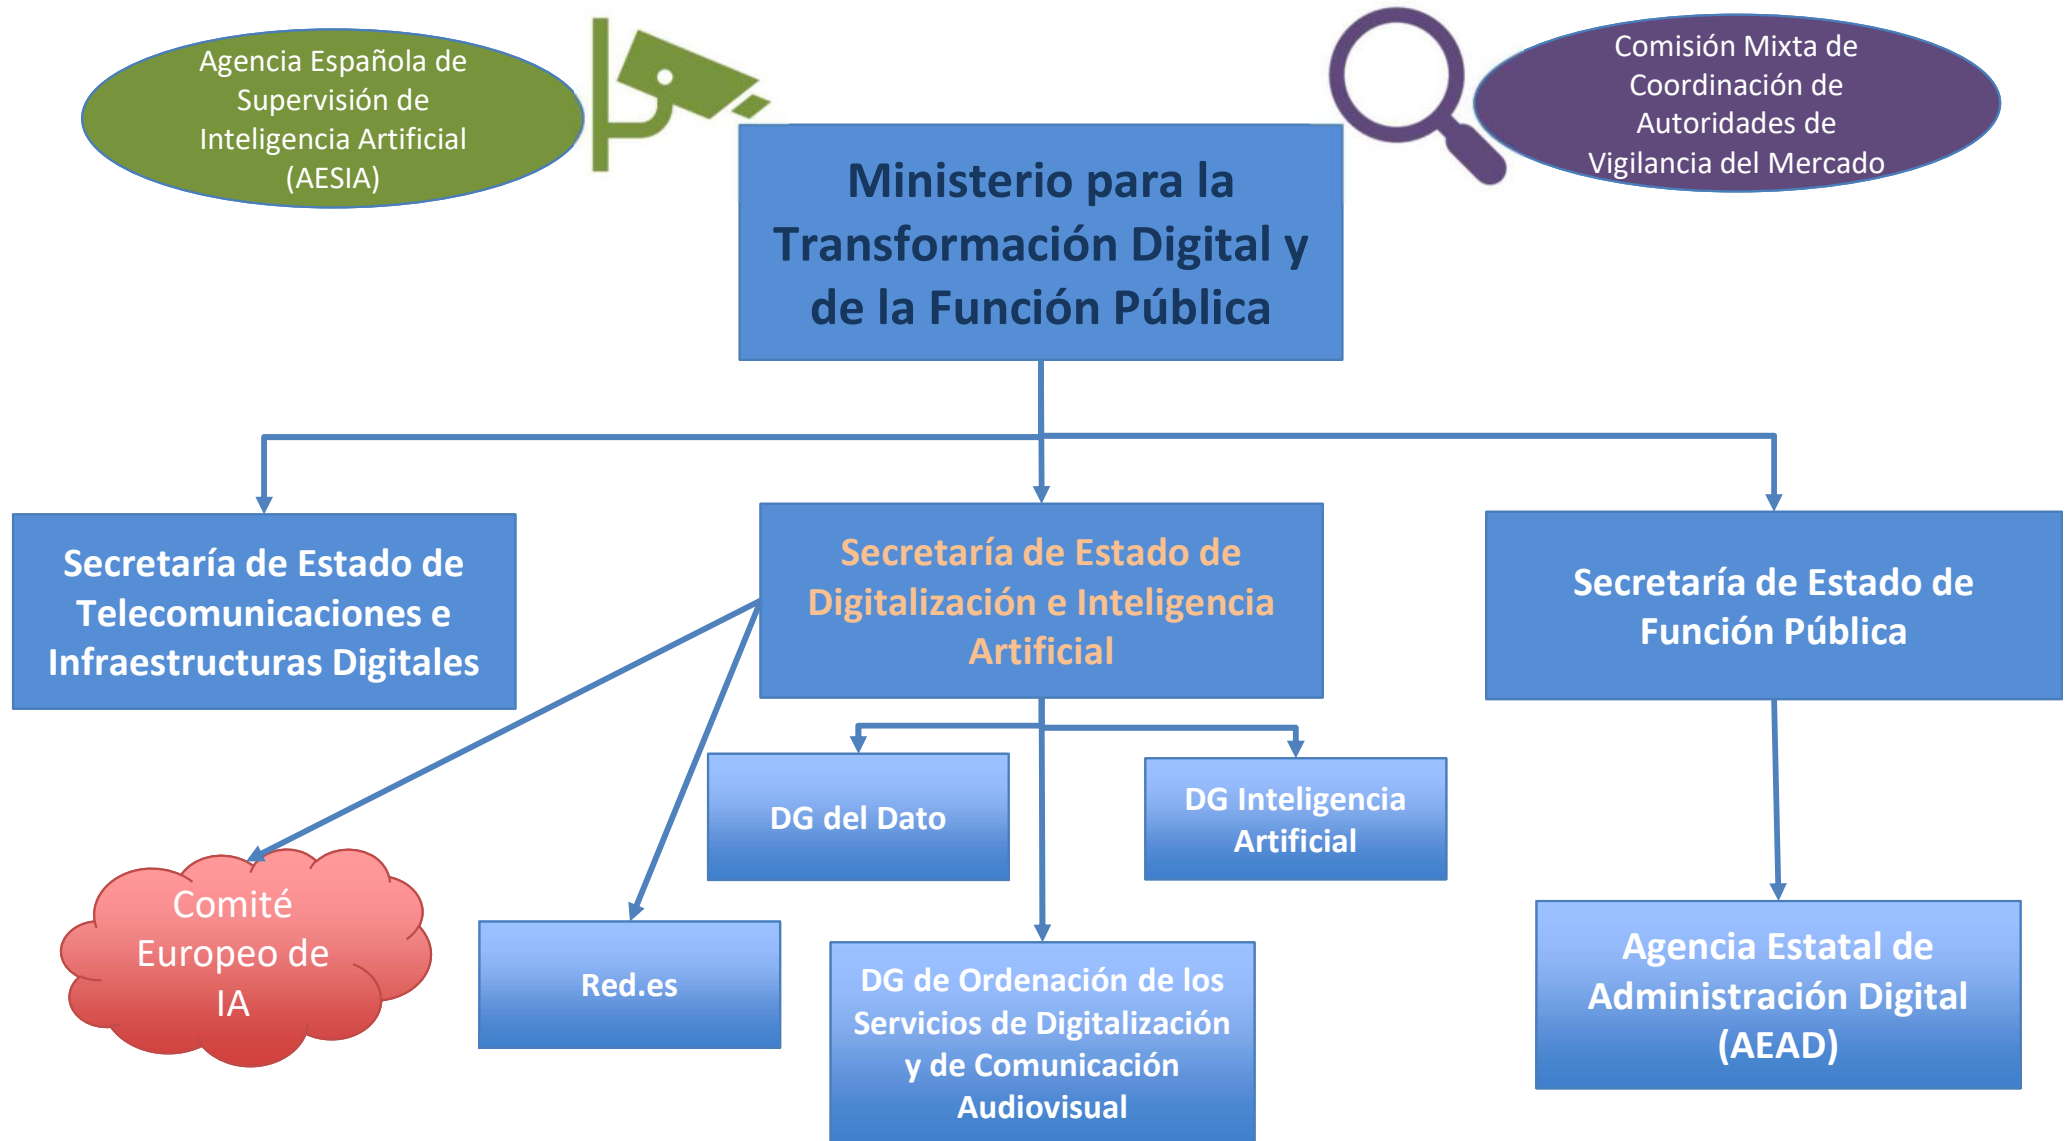 Agencia Española de
Supervisión de
Inteligencia Artificial
(AESIA)
Comisión Mixta de
Coordinación de
Autoridades de
Vigilancia del Mercado
Ministerio para la
Transformación Digital y
de la Función Pública
Secretaría de Estado de
Telecomunicaciones e
Infraestructuras Digitales
Secretaría de Estado de
Digitalización e Inteligencia
Artificial
Secretaría de Estado de
Función Pública
DG del Dato
DG Inteligencia
Artificial
Comité
Europeo de
IA
Red.es
DG de Ordenación de los
Servicios de Digitalización
y de Comunicación
Audiovisual
Agencia Estatal de
Administración Digital
(AEAD)